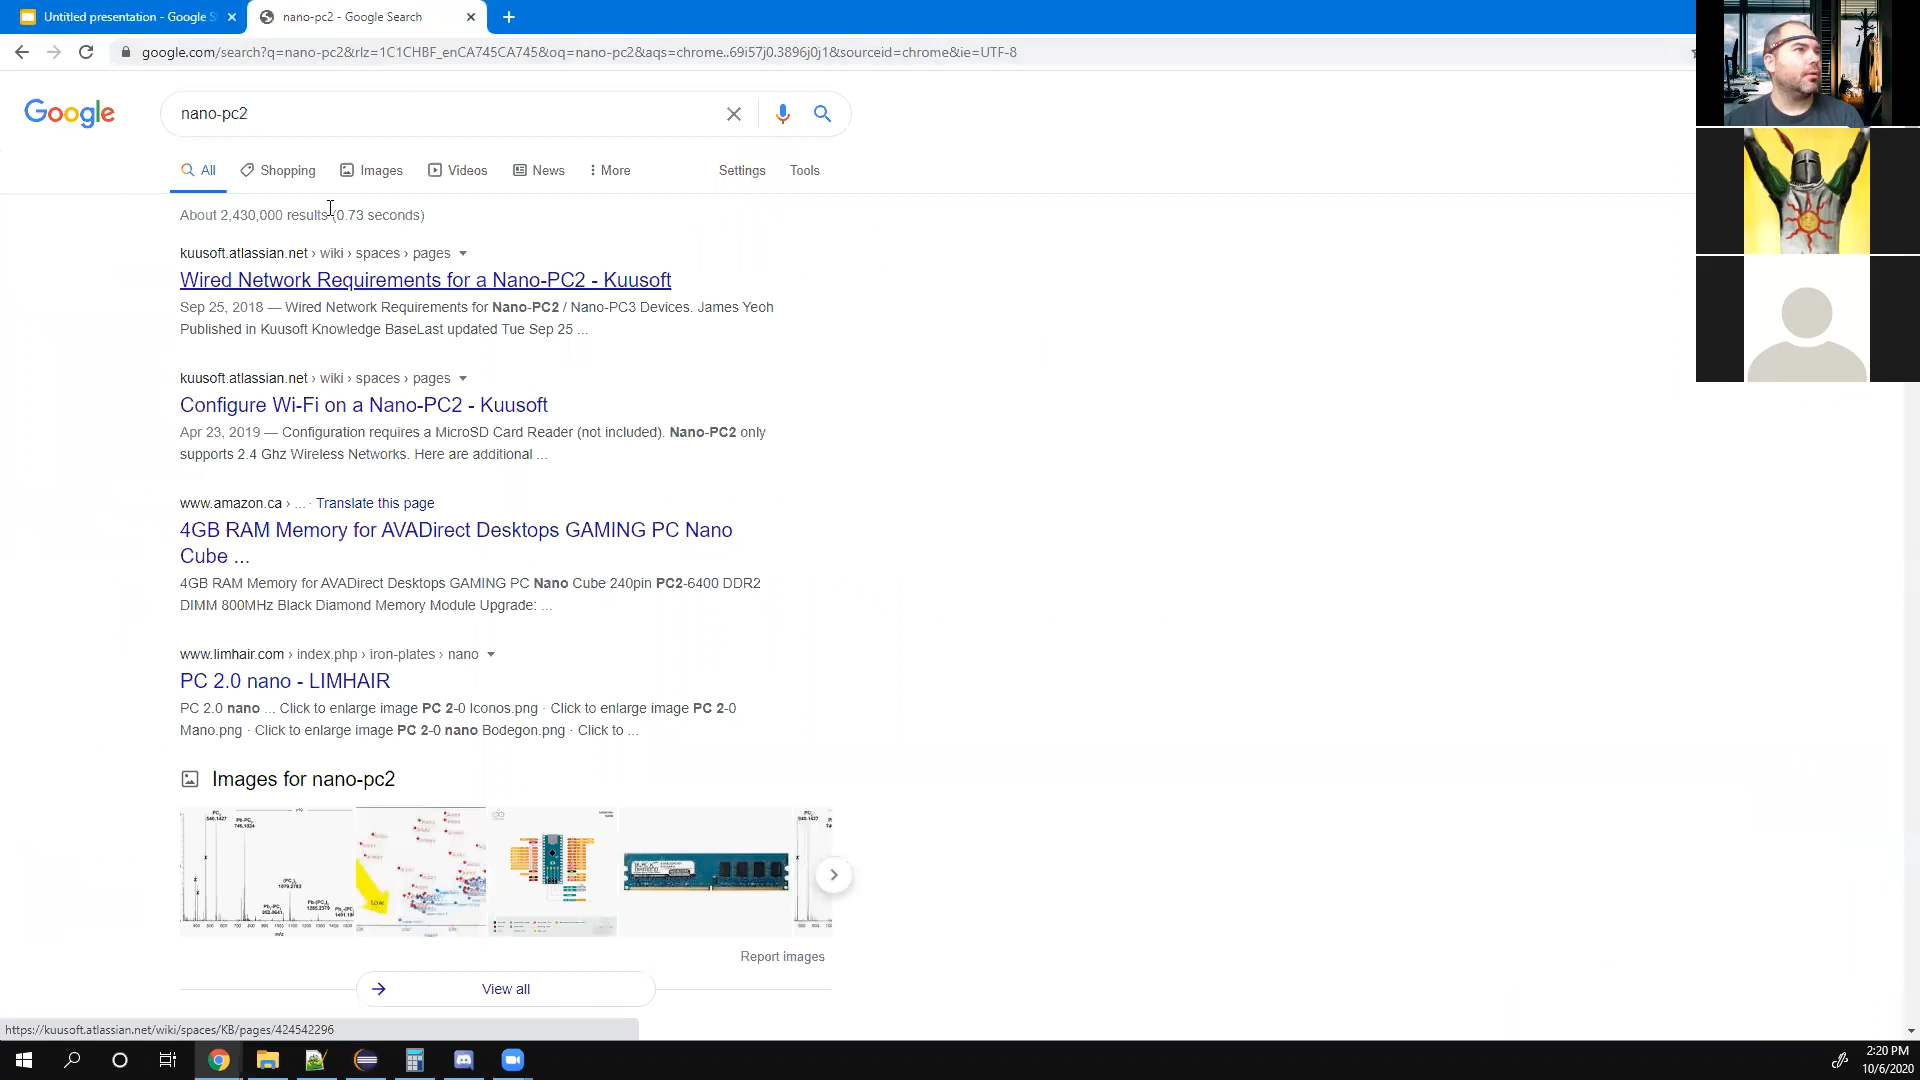 Untitled presentation - Google S
nano-pc2 - Google Search
google.com/search?q=nano-pc2&rlz=1C1CHBF_enCA745CA745&oq=nano-pc2&aqs=chrome..69i57j0.3896j0j1&sourceid=chrome&ie=UTF-8
Google
nano-pc2
All
Shopping
Images
Videos
News
More
Settings
Tools
About 2,430,000 results (0.73 seconds)
kuusoft.atlassian.net › wiki › spaces › pages
Wired Network Requirements for a Nano-PC2 - Kuusoft
Sep 25, 2018 — Wired Network Requirements for Nano-PC2 / Nano-PC3 Devices. James Yeoh
Published in Kuusoft Knowledge BaseLast updated Tue Sep 25 ...
kuusoft.atlassian.net › wiki › spaces › pages
Configure Wi-Fi on a Nano-PC2 - Kuusoft
Apr 23, 2019 — Configuration requires a MicroSD Card Reader (not included). Nano-PC2 only
supports 2.4 Ghz Wireless Networks. Here are additional ...
www.amazon.ca › ... · Translate this page
4GB RAM Memory for AVADirect Desktops GAMING PC Nano
Cube ...
4GB RAM Memory for AVADirect Desktops GAMING PC Nano Cube 240pin PC2-6400 DDR2
DIMM 800MHz Black Diamond Memory Module Upgrade: ...
www.limhair.com › index.php › iron-plates › nano
PC 2.0 nano - LIMHAIR
PC 2.0 nano ... Click to enlarge image PC 2-0 Iconos.png · Click to enlarge image PC 2-0
Mano.png · Click to enlarge image PC 2-0 nano Bodegon.png · Click to ...
Images for nano-pc2
Report images
View all
https://kuusoft.atlassian.net/wiki/spaces/KB/pages/424542296
2:20 PM
10/6/2020